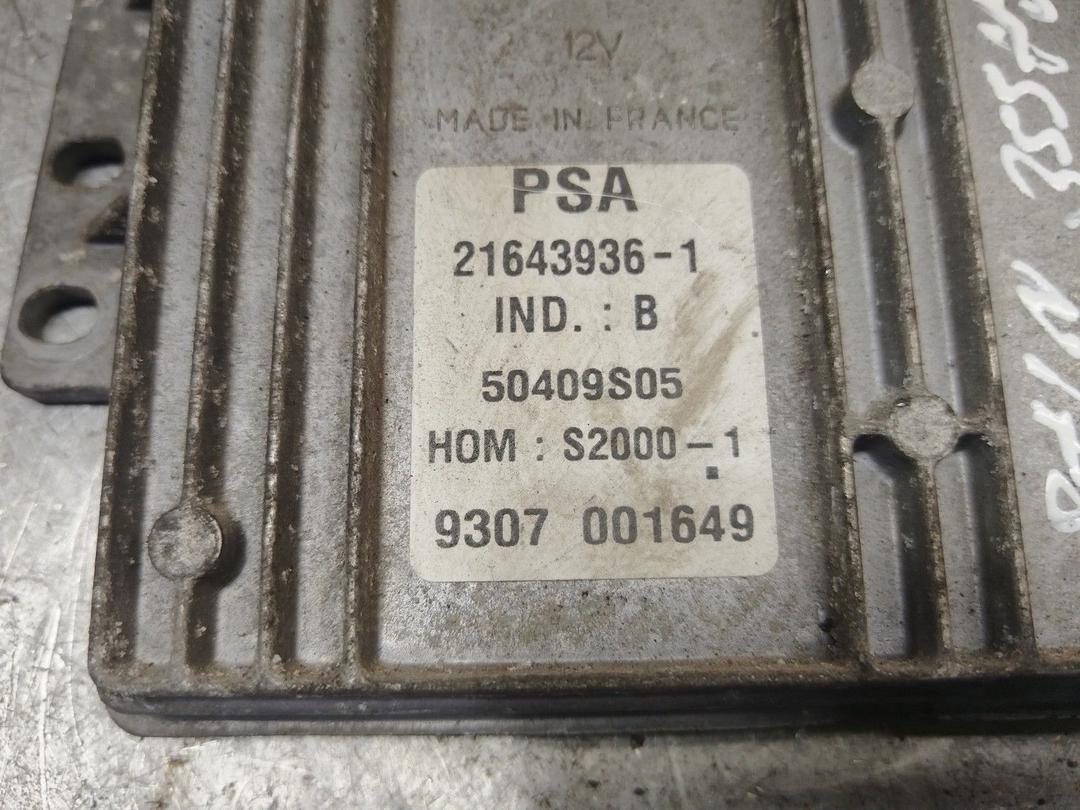 12V
MADE IN FRANCE
PSA
21643936-1
IND. : B
50409S05
HOM : S2000-1
9307 001649